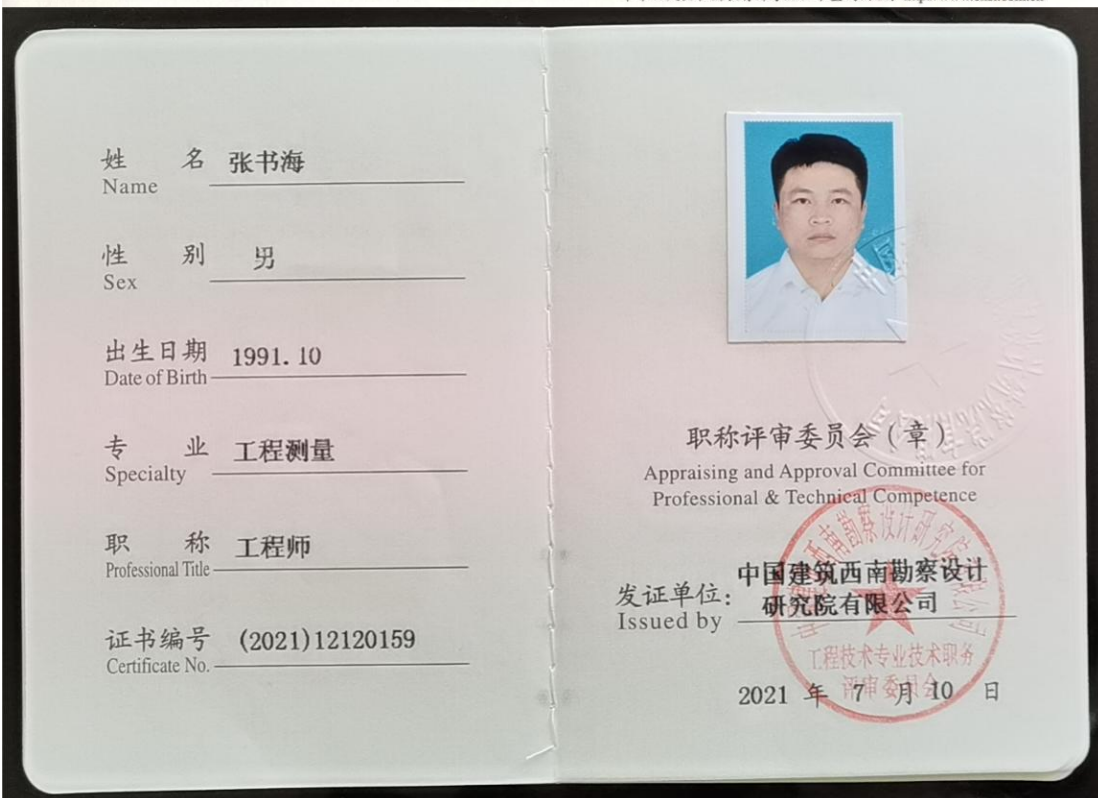 姓 名 张书海
Name
性 别 男
Sex
出生日期 1991.10
Date of Birth
专 业 工程测量
Specialty
职 称 工程师
Professional Title
证书编号 (2021)12120159
Certificate No.
职称评审委员会(章)
Appraising and Approval Committee for
Professional & Technical Competence
中国建筑西南勘察设计
发证单位: 研究院有限公司
Issued by
工程技术专业技术职务
评审委员会
2021 年 7 月 10 日